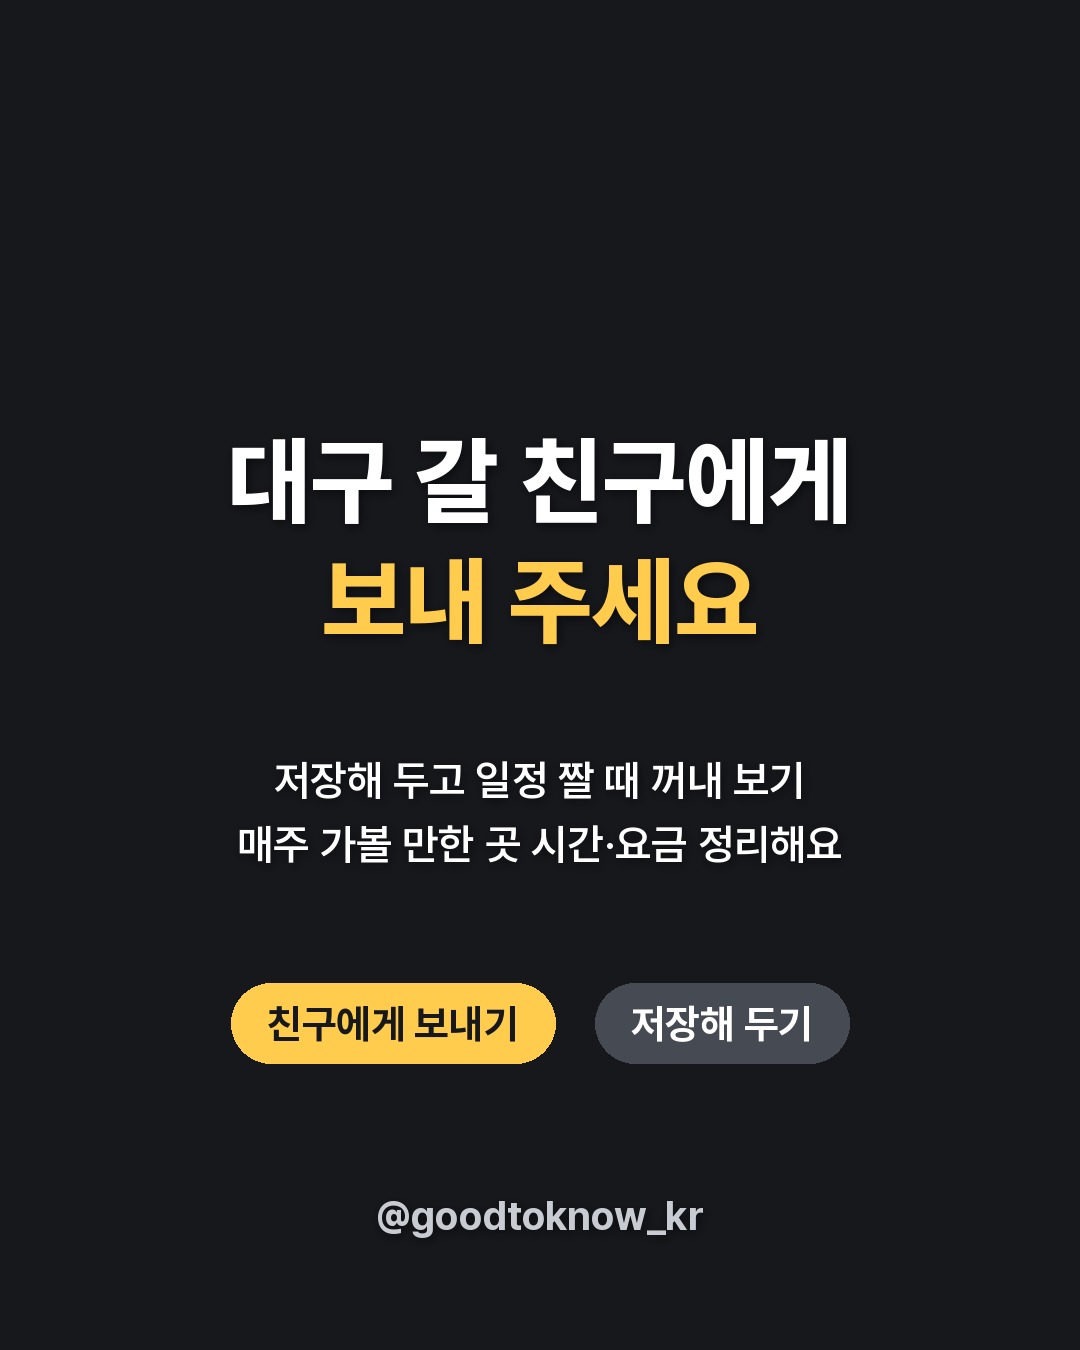 대구 갈 친구에게
보내 주세요
저장해 두고 일정 짤 때 꺼내 보기
매주 가볼 만한 곳 시간·요금 정리해요
친구에게 보내기
저장해 두기
@goodtoknow_kr